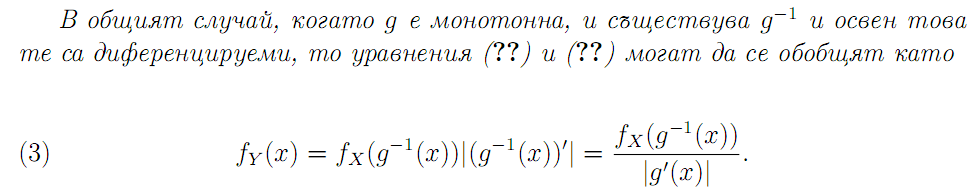 В общият случай, когато g е монотонна, и съществува g⁻¹ и освен това
те са диференцируеми, то уравнения (??) и (??) могат да се обобщят като
(3) f_Y(x) = f_X(g⁻¹(x))|(g⁻¹(x))′| = f_X(g⁻¹(x)) / |g′(x)|.